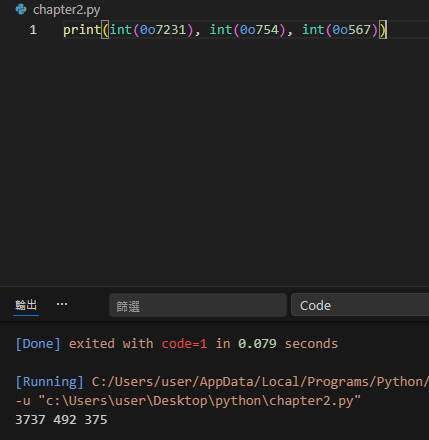 chapter2.py
1 print(int(0o7231), int(0o754), int(0o567))
輸出 ··· 篩選 Code
[Done] exited with code=1 in 0.079 seconds
[Running] C:/Users/user/AppData/Local/Programs/Python/
-u "c:\Users\user\Desktop\python\chapter2.py"
3737 492 375